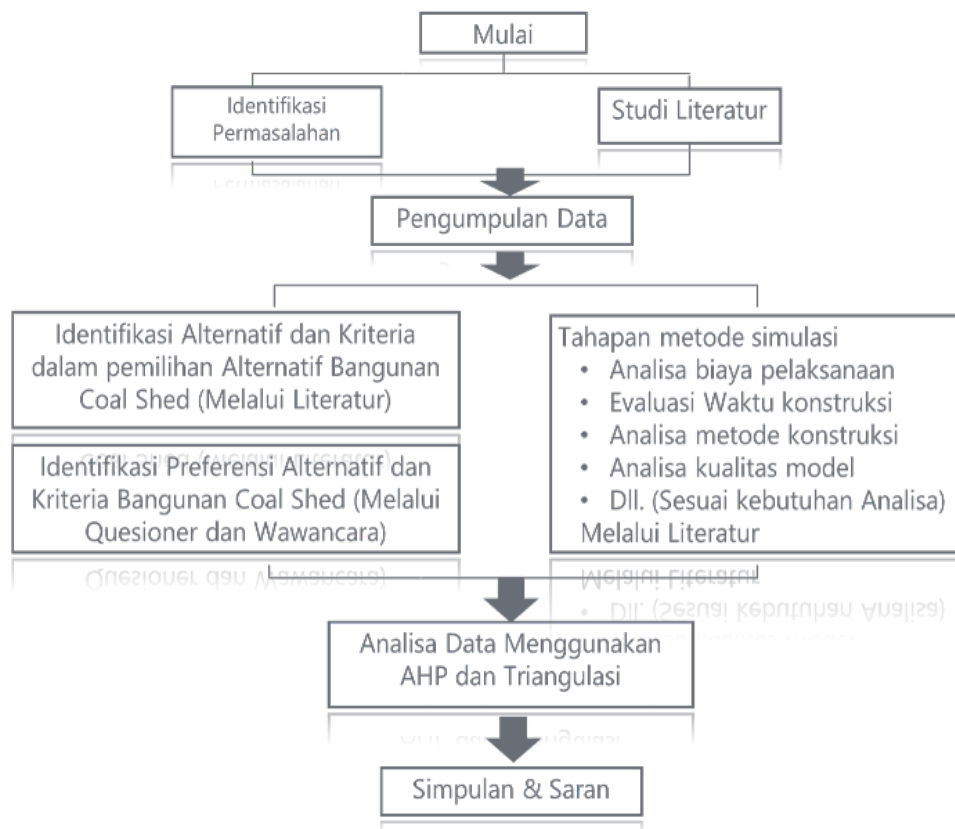 Mulai
Identifikasi
Permasalahan
Studi Literatur
Pengumpulan Data
Identifikasi Alternatif dan Kriteria
dalam pemilihan Alternatif Bangunan
Coal Shed (Melalui Literatur)
Identifikasi Preferensi Alternatif dan
Kriteria Bangunan Coal Shed (Melalui
Quesioner dan Wawancara)
Tahapan metode simulasi
• Analisa biaya pelaksanaan
• Evaluasi Waktu konstruksi
• Analisa metode konstruksi
• Analisa kualitas model
• Dll. (Sesuai kebutuhan Analisa)
Melalui Literatur
Analisa Data Menggunakan
AHP dan Triangulasi
Simpulan & Saran